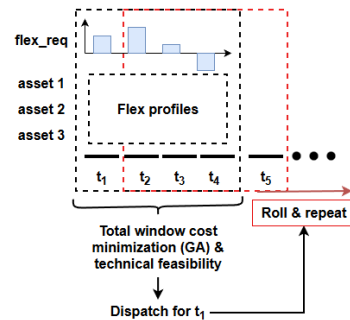 flex_req
asset 1
asset 2
asset 3
Flex profiles
t1 t2 t3 t4 t5
Roll & repeat
Total window cost
minimization (GA) &
technical feasibility
Dispatch for t1